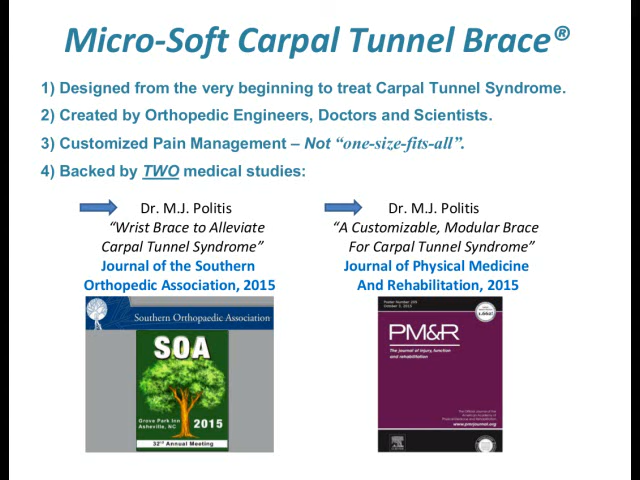 Micro-Soft Carpal Tunnel Brace®
1) Designed from the very beginning to treat Carpal Tunnel Syndrome.
2) Created by Orthopedic Engineers, Doctors and Scientists.
3) Customized Pain Management – Not “one-size-fits-all”.
4) Backed by TWO medical studies:
Dr. M.J. Politis
“Wrist Brace to Alleviate
Carpal Tunnel Syndrome”
Journal of the Southern
Orthopedic Association, 2015
Southern Orthopaedic Association
SOA
Grove Park Inn
Asheville, NC
2015
32nd Annual Meeting
Dr. M.J. Politis
“A Customizable, Modular Brace
For Carpal Tunnel Syndrome”
Journal of Physical Medicine
And Rehabilitation, 2015
PM&R
The journal of injury, function
and rehabilitation
www.pmrjournal.org